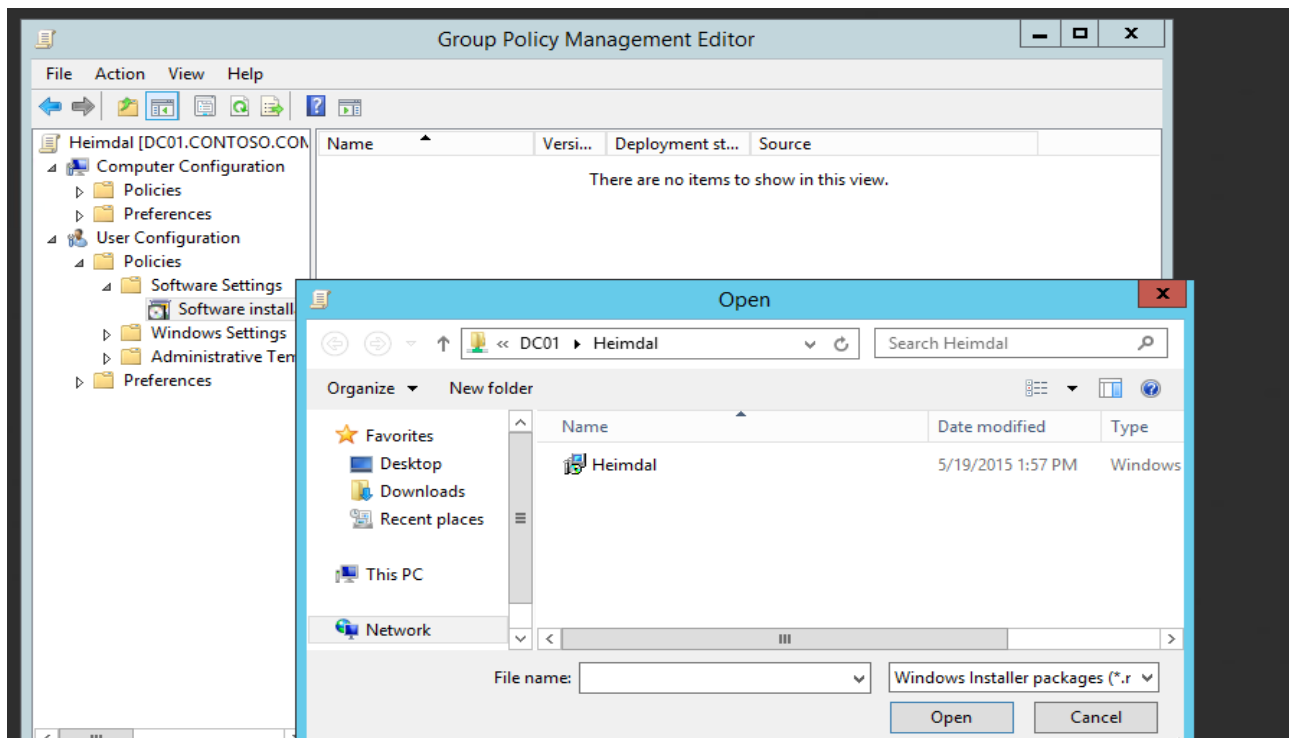 Group Policy Management Editor
File Action View Help
Heimdal [DC01.CONTOSO.CON
Name Versi... Deployment st... Source
Computer Configuration
There are no items to show in this view.
Policies
Preferences
User Configuration
Policies
Software Settings
Software install
Windows Settings
Administrative Ten
Preferences
Open
« DC01 Heimdal
Search Heimdal
Organize New folder
Name Date modified Type
Favorites
Heimdal 5/19/2015 1:57 PM Windows
Desktop
Downloads
Recent places
This PC
Network
File name: Windows Installer packages (*.r
Open Cancel